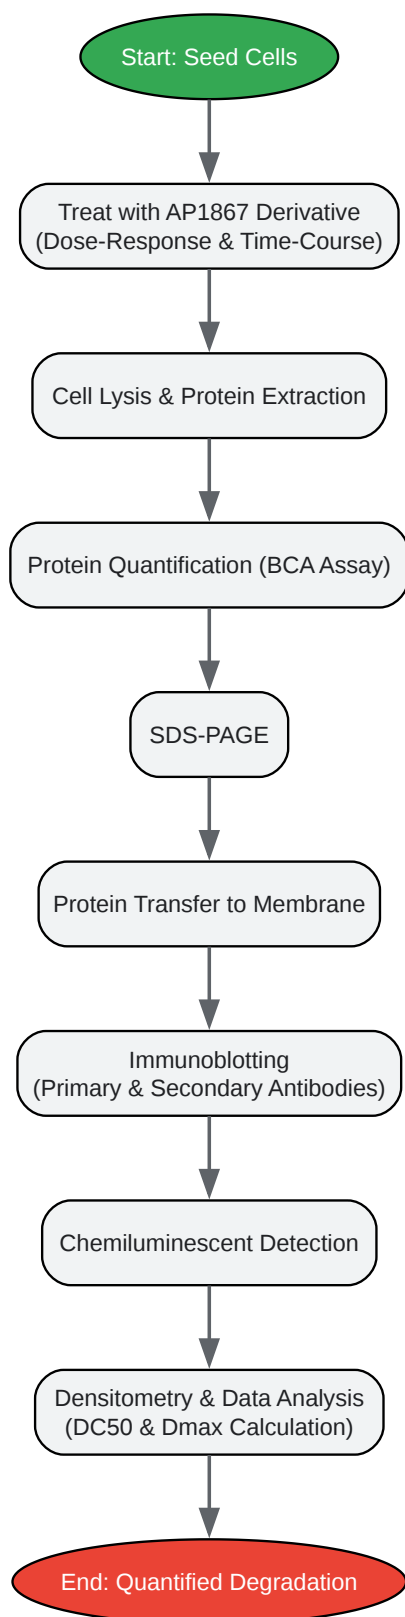 Start: Seed Cells
Treat with AP1867 Derivative
(Dose-Response & Time-Course)
Cell Lysis & Protein Extraction
Protein Quantification (BCA Assay)
SDS-PAGE
Protein Transfer to Membrane
Immunoblotting
(Primary & Secondary Antibodies)
Chemiluminescent Detection
Densitometry & Data Analysis
(DC50 & Dmax Calculation)
End: Quantified Degradation